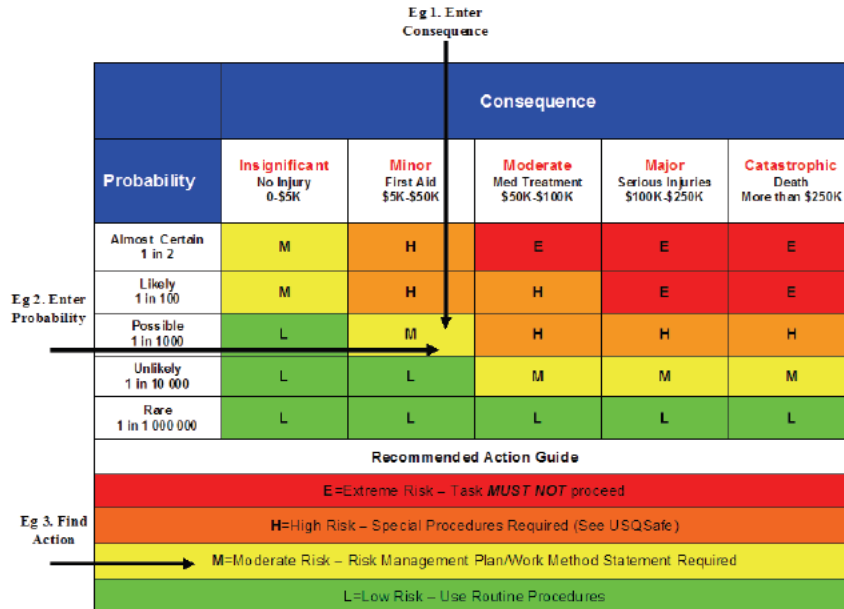 Eg 1. Enter
Consequence
Consequence
Probability
Insignificant
No Injury
0-$5K
Minor
First Aid
$5K-$50K
Moderate
Med Treatment
$50K-$100K
Major
Serious Injuries
$100K-$250K
Catastrophic
Death
More than $250K
Almost Certain
1 in 2
M H E E E
Eg 2. Enter
Probability
Likely
1 in 100
M H H E E
Possible
1 in 1000
L M H H H
Unlikely
1 in 10 000
L L M M M
Rare
1 in 1 000 000
L L L L L
Recommended Action Guide
E=Extreme Risk – Task MUST NOT proceed
Eg 3. Find
Action
H=High Risk – Special Procedures Required (See USQSafe)
M=Moderate Risk – Risk Management Plan/Work Method Statement Required
L=Low Risk – Use Routine Procedures